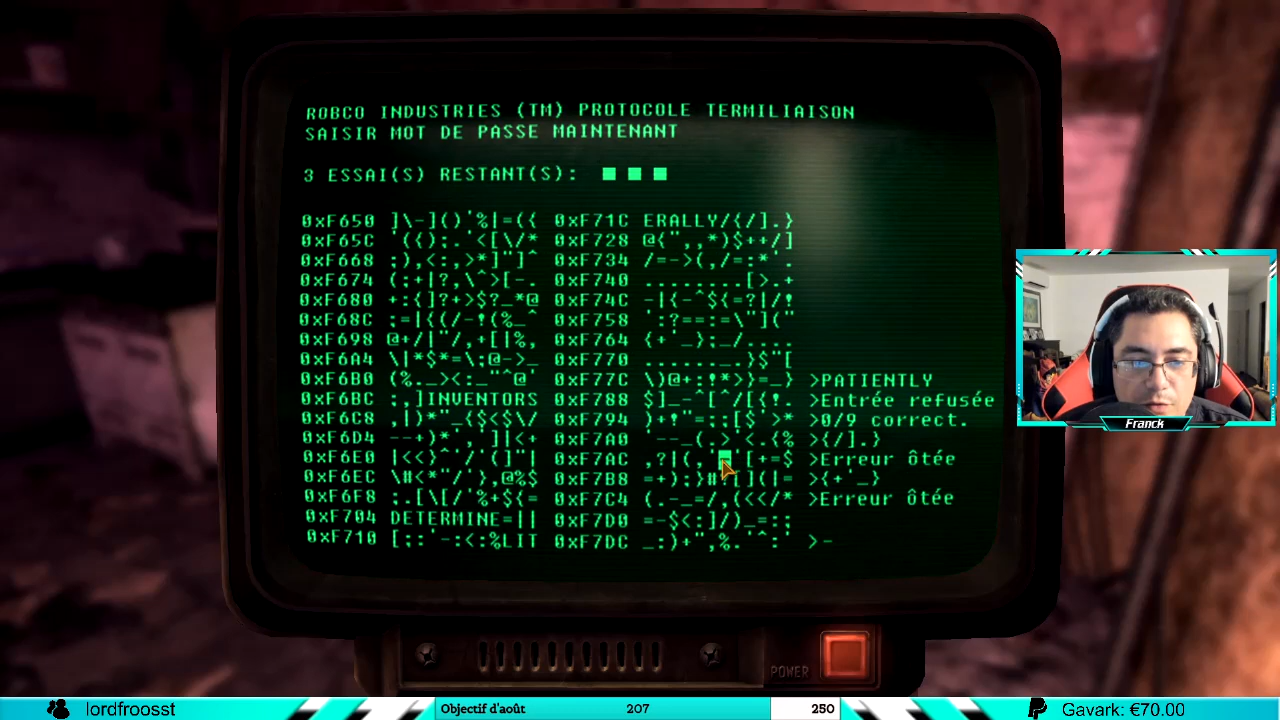 ROBCO INDUSTRIES (TM) PROTOCOLE TERMILIAISON
SAISIR MOT DE PASSE MAINTENANT
3 ESSAI(S) RESTANT(S): ■ ■ ■
0xF650 ]\-]()'%|=({ 0xF71C ERALLY/{/].}
0xF65C '({):.'<[\/* 0xF728 @{",,*)$++/]
0xF668 :),<:,>*]"]^ 0xF734 /=->(,/=:*'.
0xF674 (:+|?,\^>[-. 0xF740 ........[>.+
0xF680 +:{]?+>$?_*@ 0xF74C -|{-^${=?|/!
0xF68C ;=|{(/-!(%_^ 0xF758 ':?==:=\"]("
0xF698 @+/|"/,+[|%, 0xF764 {+'_};_/....
0xF6A4 \|*$*=\;@->_ 0xF770 ......._.}$"[
0xF6B0 (%._><:_"^@' 0xF77C \)@+:!*>}=_} >PATIENTLY
0xF6BC :,]INVENTORS 0xF788 $]_-^[^/[{!. >Entrée refusée
0xF6C8 ,|)*"_{$<$\/ 0xF794 )+!"=:;[$'>* >0/9 correct.
0xF6D4 --+)*',']|<+ 0xF7A0 '--_(.>'<.{% >{/].}
0xF6E0 |<<}^'/'(]"| 0xF7AC ,?|(,' '[+=$ >Erreur ôtée
0xF6EC \#<*"/'},@%$ 0xF7B8 =+);}#![](|= >{+'_}
0xF6F8 :.[\[/'%+${= 0xF7C4 (.-_=/,(<</* >Erreur ôtée
0xF704 DETERMINE=|| 0xF7D0 =-$<:]/)_=:;
0xF710 [::'-:<:%LIT 0xF7DC _:)+",%.'^:' >-
Franck
lordfroosst
Objectif d'août 207 250
Gavark: €70.00